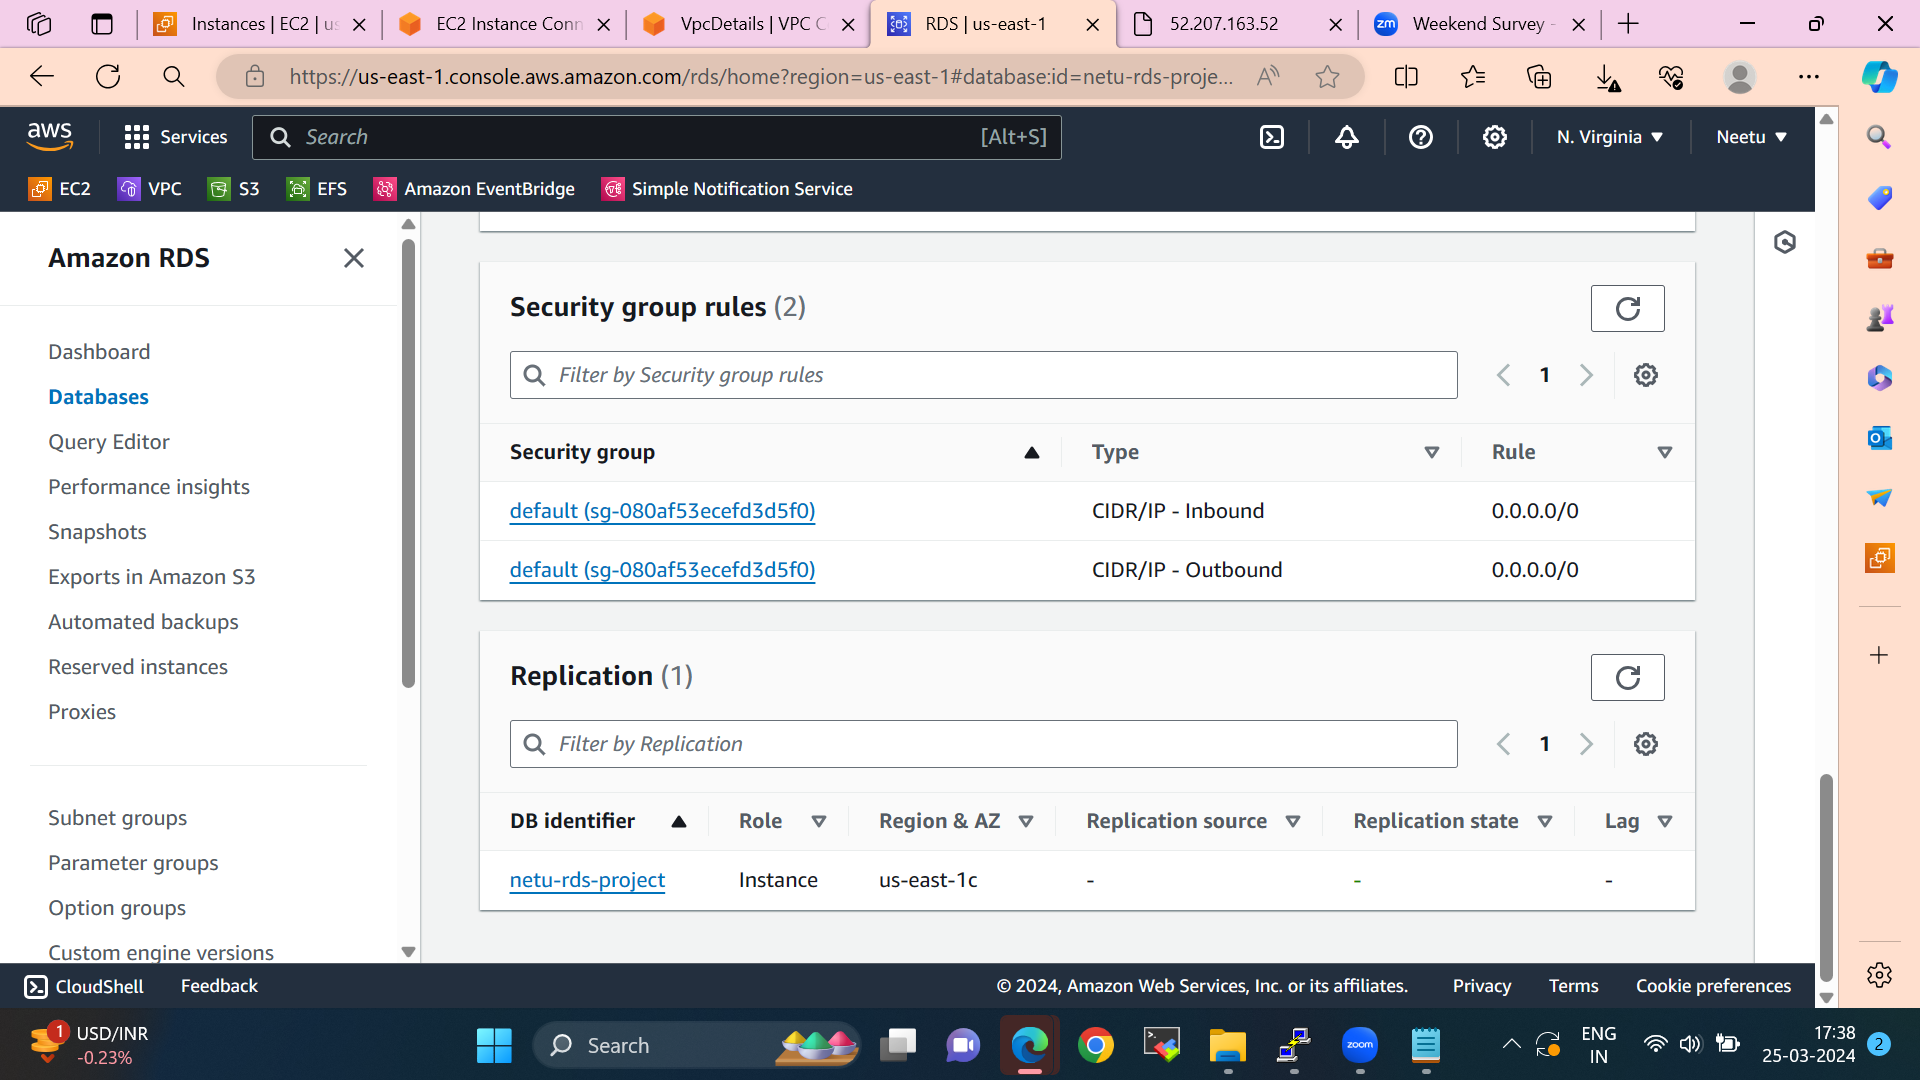 Instances | EC2 | us
EC2 Instance Conn
VpcDetails | VPC C
RDS | us-east-1
52.207.163.52
zm Weekend Survey -
https://us-east-1.console.aws.amazon.com/rds/home?region=us-east-1#database:id=netu-rds-proje...
aws
Services
Search
[Alt+S]
N. Virginia
Neetu
EC2
VPC
S3
EFS
Amazon EventBridge
Simple Notification Service
Amazon RDS
Dashboard
Databases
Query Editor
Performance insights
Snapshots
Exports in Amazon S3
Automated backups
Reserved instances
Proxies
Subnet groups
Parameter groups
Option groups
Custom engine versions
Security group rules (2)
Filter by Security group rules
1
Security group Type Rule
default (sg-080af53ecefd3d5f0) CIDR/IP - Inbound 0.0.0.0/0
default (sg-080af53ecefd3d5f0) CIDR/IP - Outbound 0.0.0.0/0
Replication (1)
Filter by Replication
1
DB identifier Role Region & AZ Replication source Replication state Lag
netu-rds-project Instance us-east-1c - - -
CloudShell
Feedback
© 2024, Amazon Web Services, Inc. or its affiliates.
Privacy
Terms
Cookie preferences
1
USD/INR
-0.23%
Search
zoom
ENG
IN
17:38
25-03-2024
2